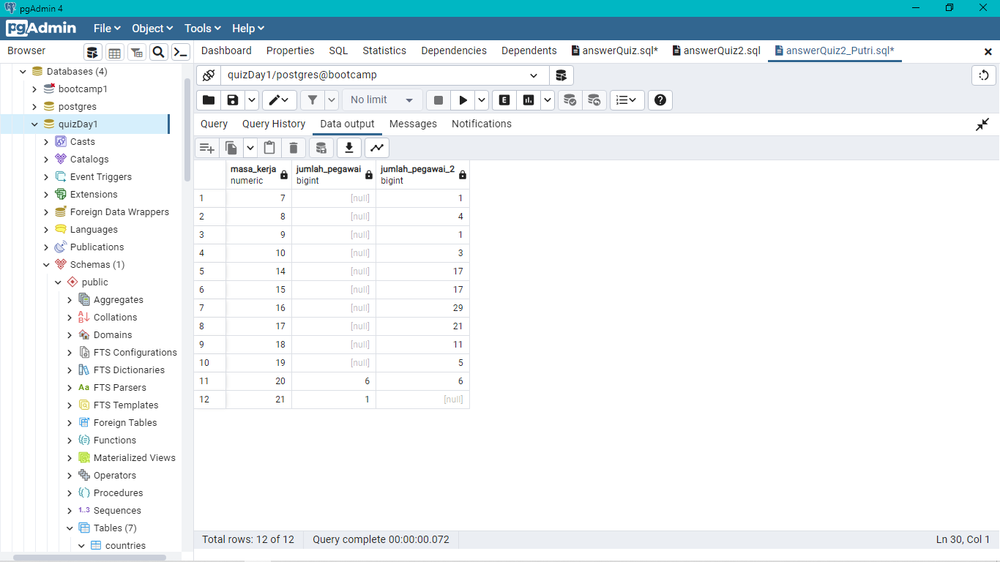 pgAdmin 4
pgAdmin File Object Tools Help
Browser
Dashboard Properties SQL Statistics Dependencies Dependents answerQuiz.sql* answerQuiz2.sql answerQuiz2_Putri.sql*
Databases (4)
bootcamp1
postgres
quizDay1
Casts
Catalogs
Event Triggers
Extensions
Foreign Data Wrappers
Languages
Publications
Schemas (1)
public
Aggregates
Collations
Domains
FTS Configurations
FTS Dictionaries
Aa FTS Parsers
FTS Templates
Foreign Tables
Functions
Materialized Views
Operators
Procedures
1..3 Sequences
Tables (7)
countries
quizDay1/postgres@bootcamp
No limit E
Query Query History Data output Messages Notifications
masa_kerja jumlah_pegawai jumlah_pegawai_2
numeric bigint bigint
1 7 [null] 1
2 8 [null] 4
3 9 [null] 1
4 10 [null] 3
5 14 [null] 17
6 15 [null] 17
7 16 [null] 29
8 17 [null] 21
9 18 [null] 11
10 19 [null] 5
11 20 6 6
12 21 1 [null]
Total rows: 12 of 12 Query complete 00:00:00.072 Ln 30, Col 1